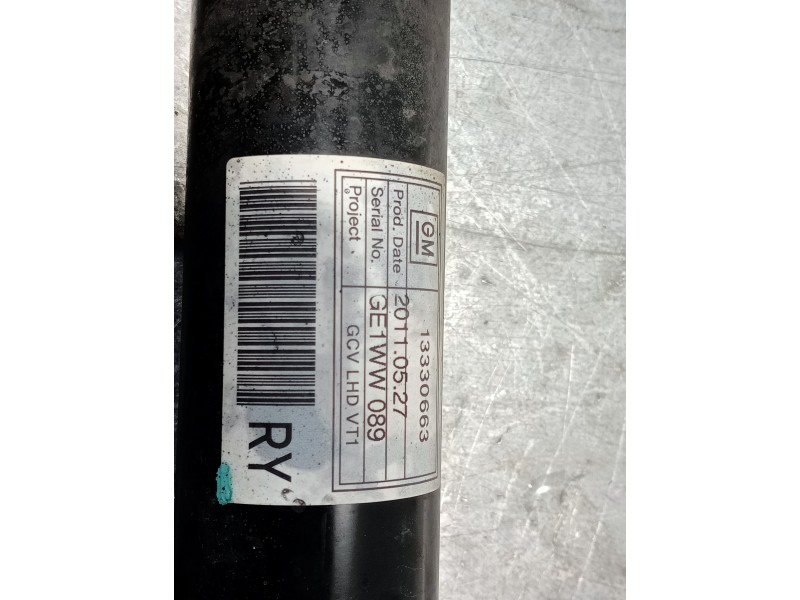 GM 13330663
Prod. Date 2011.05.27
Serial No. GE1WW 089
Project GCV LHD VT1
RY